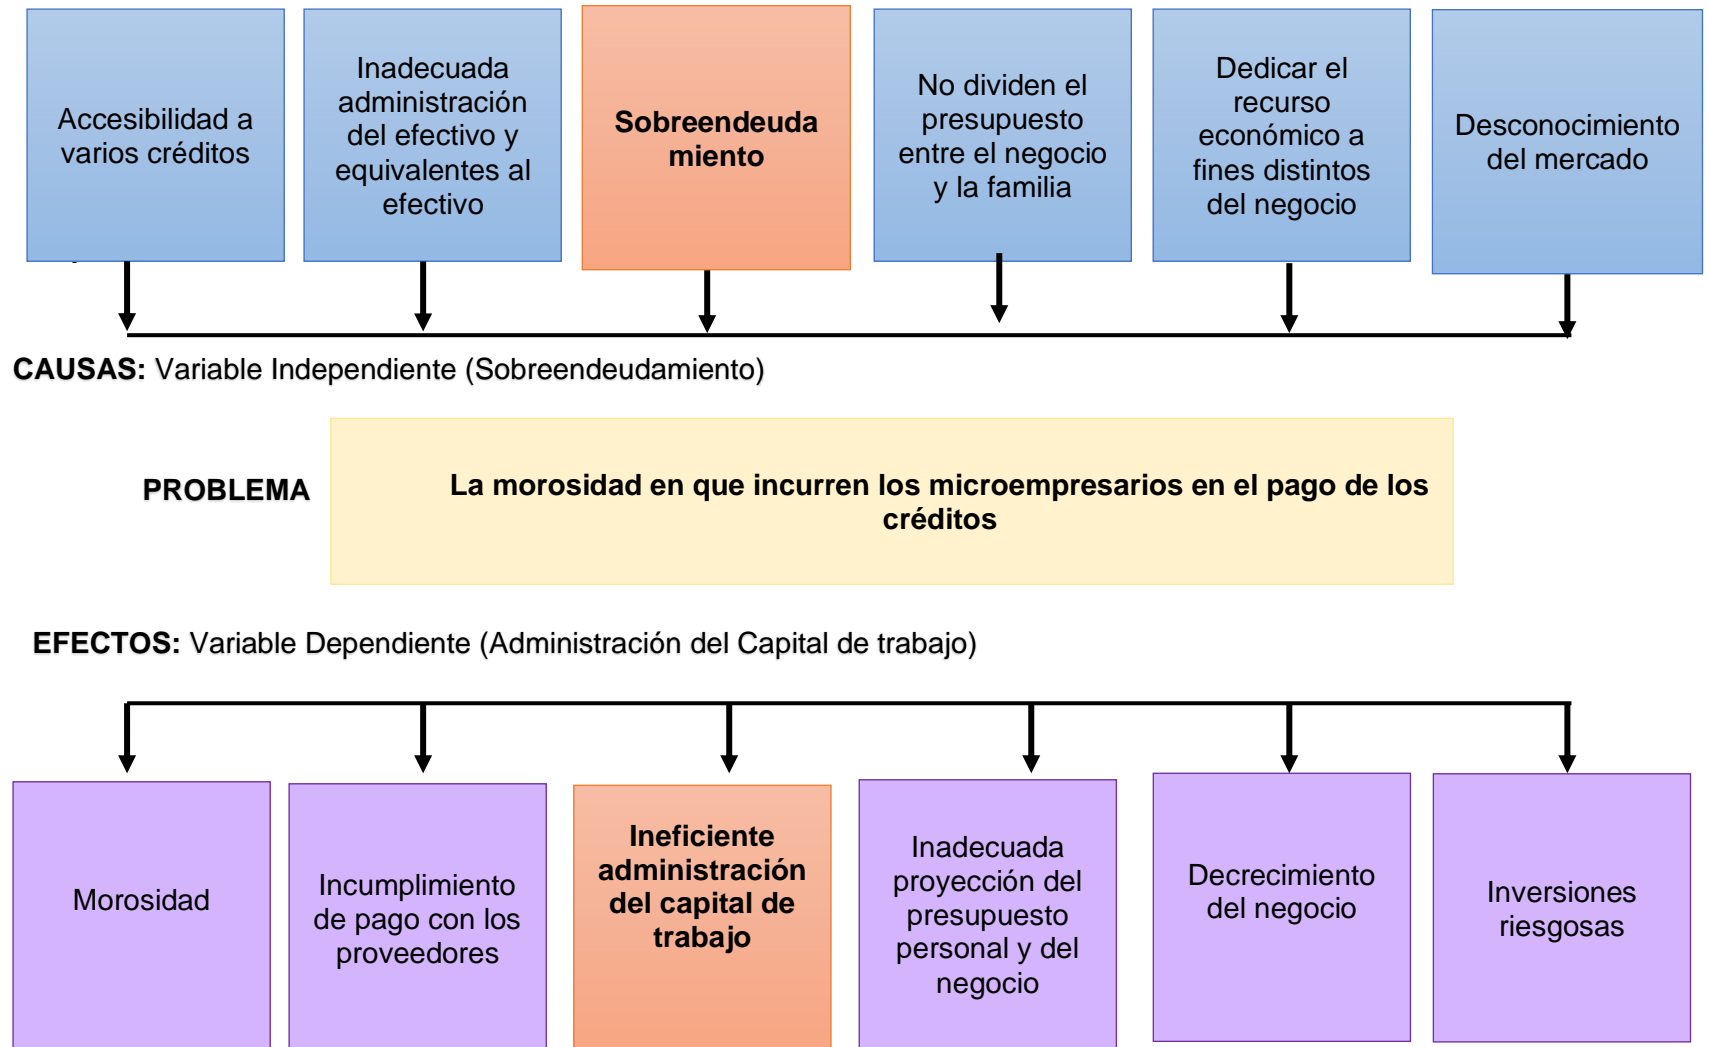 Accesibilidad a
varios créditos
Inadecuada
administración
del efectivo y
equivalentes al
efectivo
Sobreendeuda
miento
No dividen el
presupuesto
entre el negocio
y la familia
Dedicar el
recurso
económico a
fines distintos
del negocio
Desconocimiento
del mercado
CAUSAS: Variable Independiente (Sobreendeudamiento)
PROBLEMA
La morosidad en que incurren los microempresarios en el pago de los
créditos
EFECTOS: Variable Dependiente (Administración del Capital de trabajo)
Morosidad
Incumplimiento
de pago con los
proveedores
Ineficiente
administración
del capital de
trabajo
Inadecuada
proyección del
presupuesto
personal y del
negocio
Decrecimiento
del negocio
Inversiones
riesgosas